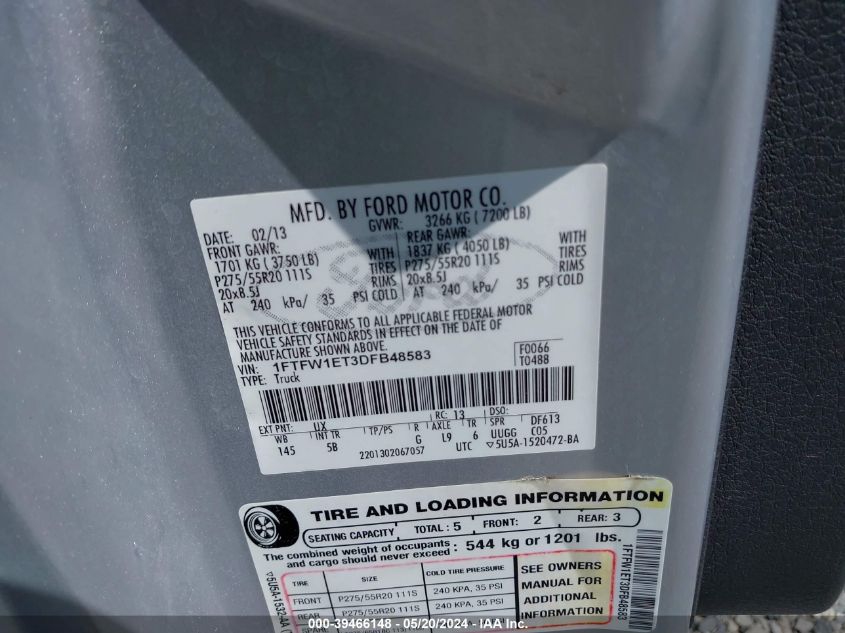 MFD. BY FORD MOTOR CO.
DATE: 02/13 GVWR: 3266 KG ( 7200 LB)
FRONT GAWR: REAR GAWR:
1701 KG ( 3750 LB) WITH 1837 KG ( 4050 LB) WITH
P275/55R20 111S TIRES P275/55R20 111S TIRES
20x8.5J RIMS 20x8.5J RIMS
AT 240 kPa/ 35 PSI COLD AT 240 kPa/ 35 PSI COLD
THIS VEHICLE CONFORMS TO ALL APPLICABLE FEDERAL MOTOR
VEHICLE SAFETY STANDARDS IN EFFECT ON THE DATE OF
MANUFACTURE SHOWN ABOVE.
VIN: 1FTFW1ET3DFB48583 F0066
TYPE: Truck T0488
EXT PNT: UX RC: 13 DSO:
WB INT TR TP/PS R AXLE TR SPR DF613
145 5B G L9 6 UUGG C05
2201302067057 UTC ▽5U5A-1520472-BA
TIRE AND LOADING INFORMATION
SEATING CAPACITY TOTAL: 5 FRONT: 2 REAR: 3
The combined weight of occupants
and cargo should never exceed : 544 kg or 1201 lbs.
TIRE SIZE COLD TIRE PRESSURE
FRONT P275/55R20 111S 240 KPA, 35 PSI
REAR P275/55R20 111S 240 KPA, 35 PSI
SPARE
SEE OWNERS
MANUAL FOR
ADDITIONAL
INFORMATION
1FTFW1ET3DFB48583
▽5U5A-1532-AA
000-39466148 - 05/20/2024 - IAAI.com